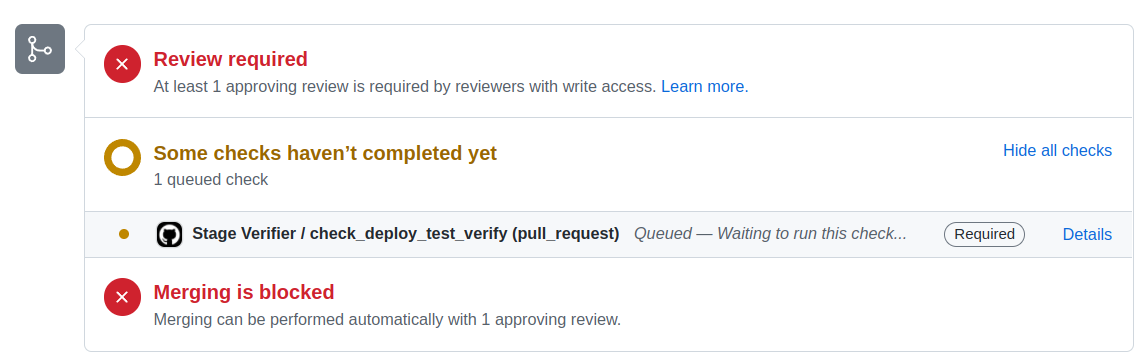 Review required
At least 1 approving review is required by reviewers with write access. Learn more.
Some checks haven’t completed yet
Hide all checks
1 queued check
Stage Verifier / check_deploy_test_verify (pull_request) Queued — Waiting to run this check... Required Details
Merging is blocked
Merging can be performed automatically with 1 approving review.